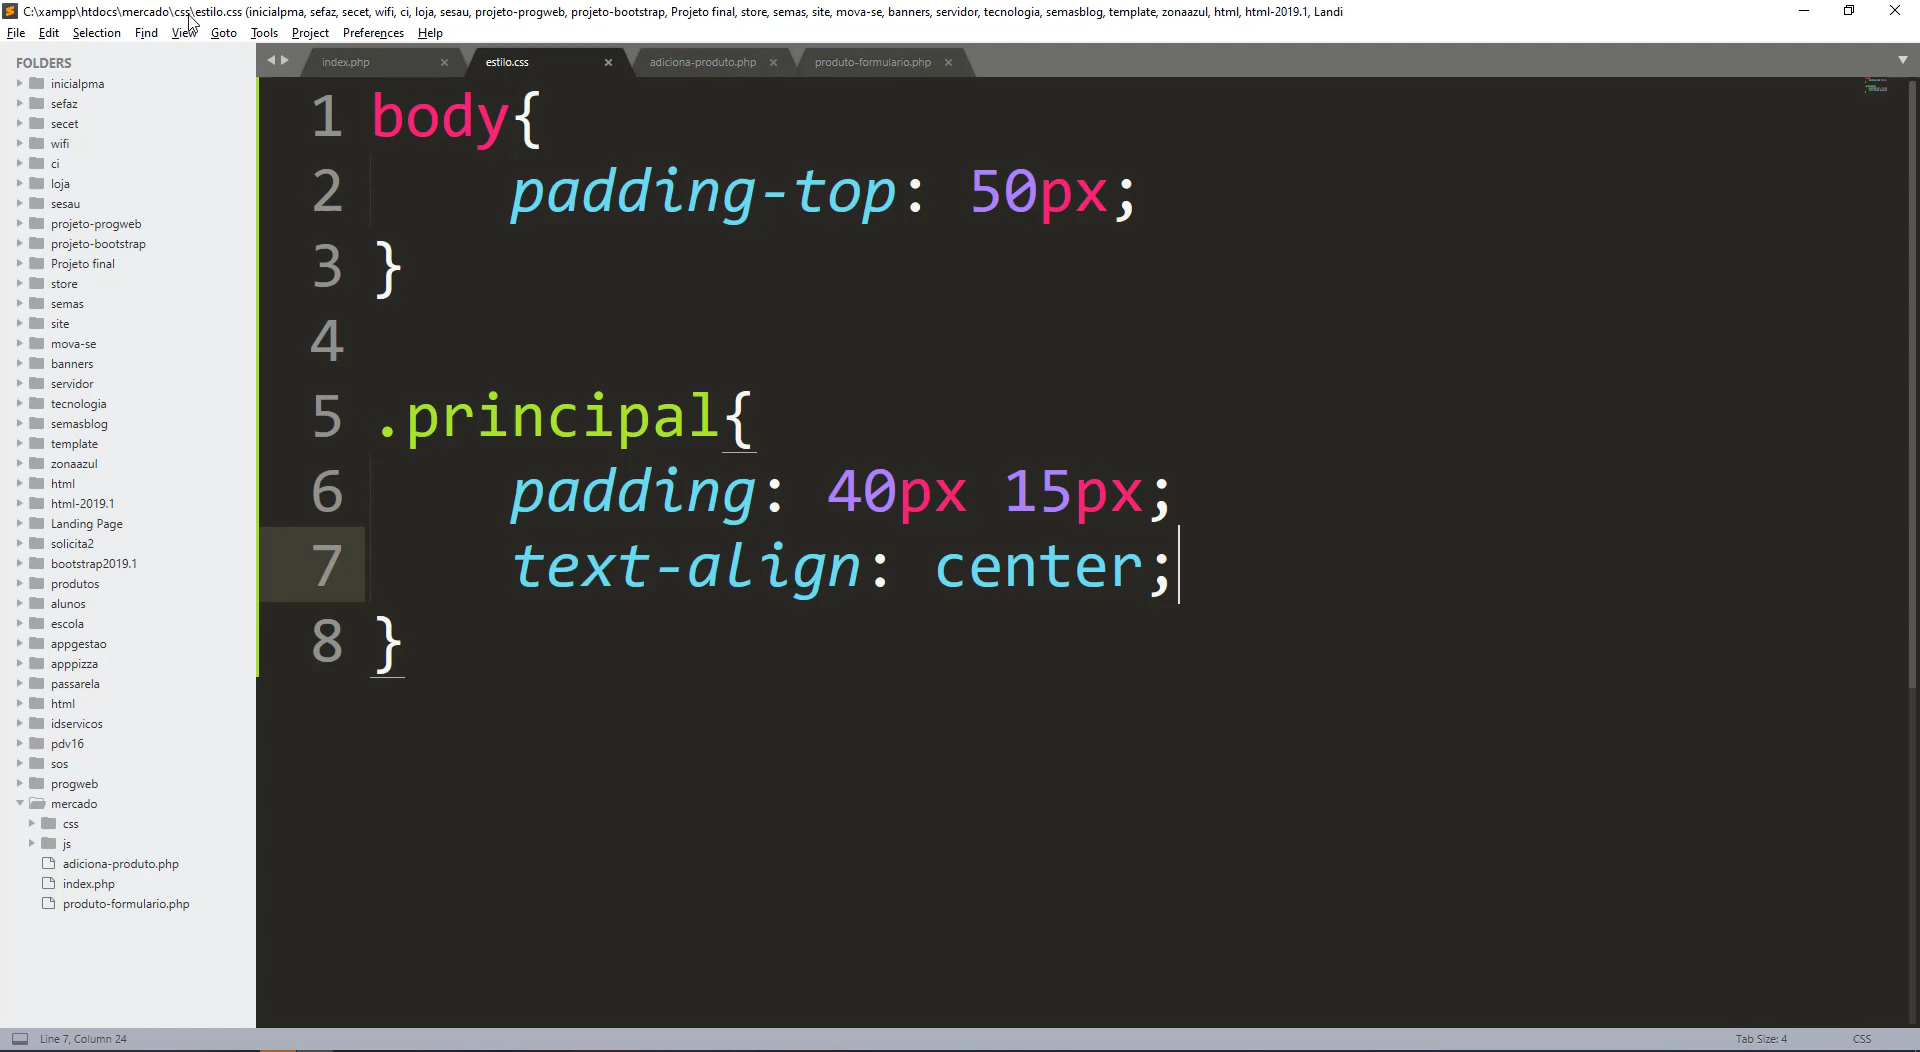 C:\xampp\htdocs\mercado\css\estilo.css (inicialpma, sefaz, secet, wifi, ci, loja, sesau, projeto-progweb, projeto-bootstrap, Projeto final, store, semas, site, mova-se, banners, servidor, tecnologia, semasblog, template, zonaazul, html, html-2019.1, Landi
File Edit Selection Find View Goto Tools Project Preferences Help
FOLDERS
inicialpma
sefaz
secet
wifi
ci
loja
sesau
projeto-progweb
projeto-bootstrap
Projeto final
store
semas
site
mova-se
banners
servidor
tecnologia
semasblog
template
zonaazul
html
html-2019.1
Landing Page
solicita2
bootstrap2019.1
produtos
alunos
escola
appgestao
apppizza
passarela
html
idservicos
pdv16
sos
progweb
mercado
css
js
adiciona-produto.php
index.php
produto-formulario.php
index.php estilo.css adiciona-produto.php produto-formulario.php
1 body{
2 padding-top: 50px;
3 }
4
5 .principal{
6 padding: 40px 15px;
7 text-align: center;
8 }
Line 7, Column 24 Tab Size: 4 CSS